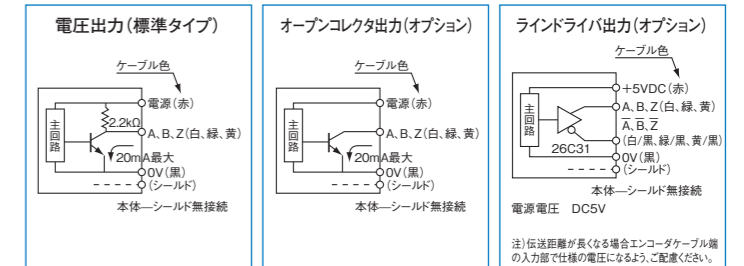 電圧出力(標準タイプ)
ケーブル色
主回路
電源(赤)
2.2kΩ
A、B、Z(白、緑、黄)
20mA最大
0V(黒)
(シールド)
本体―シールド無接続
オープンコレクタ出力(オプション)
ケーブル色
主回路
電源(赤)
A、B、Z(白、緑、黄)
20mA最大
0V(黒)
(シールド)
本体―シールド無接続
ラインドライバ出力(オプション)
ケーブル色
主回路
+5VDC(赤)
A、B、Z(白、緑、黄)
A̅、B̅、Z̅
(白/黒、緑/黒、黄/黒)
26C31
0V(黒)
(シールド)
本体―シールド無接続
電源電圧 DC5V
注)伝送距離が長くなる場合エンコーダケーブル端
の入力部で仕様の電圧になるよう、ご配慮ください。